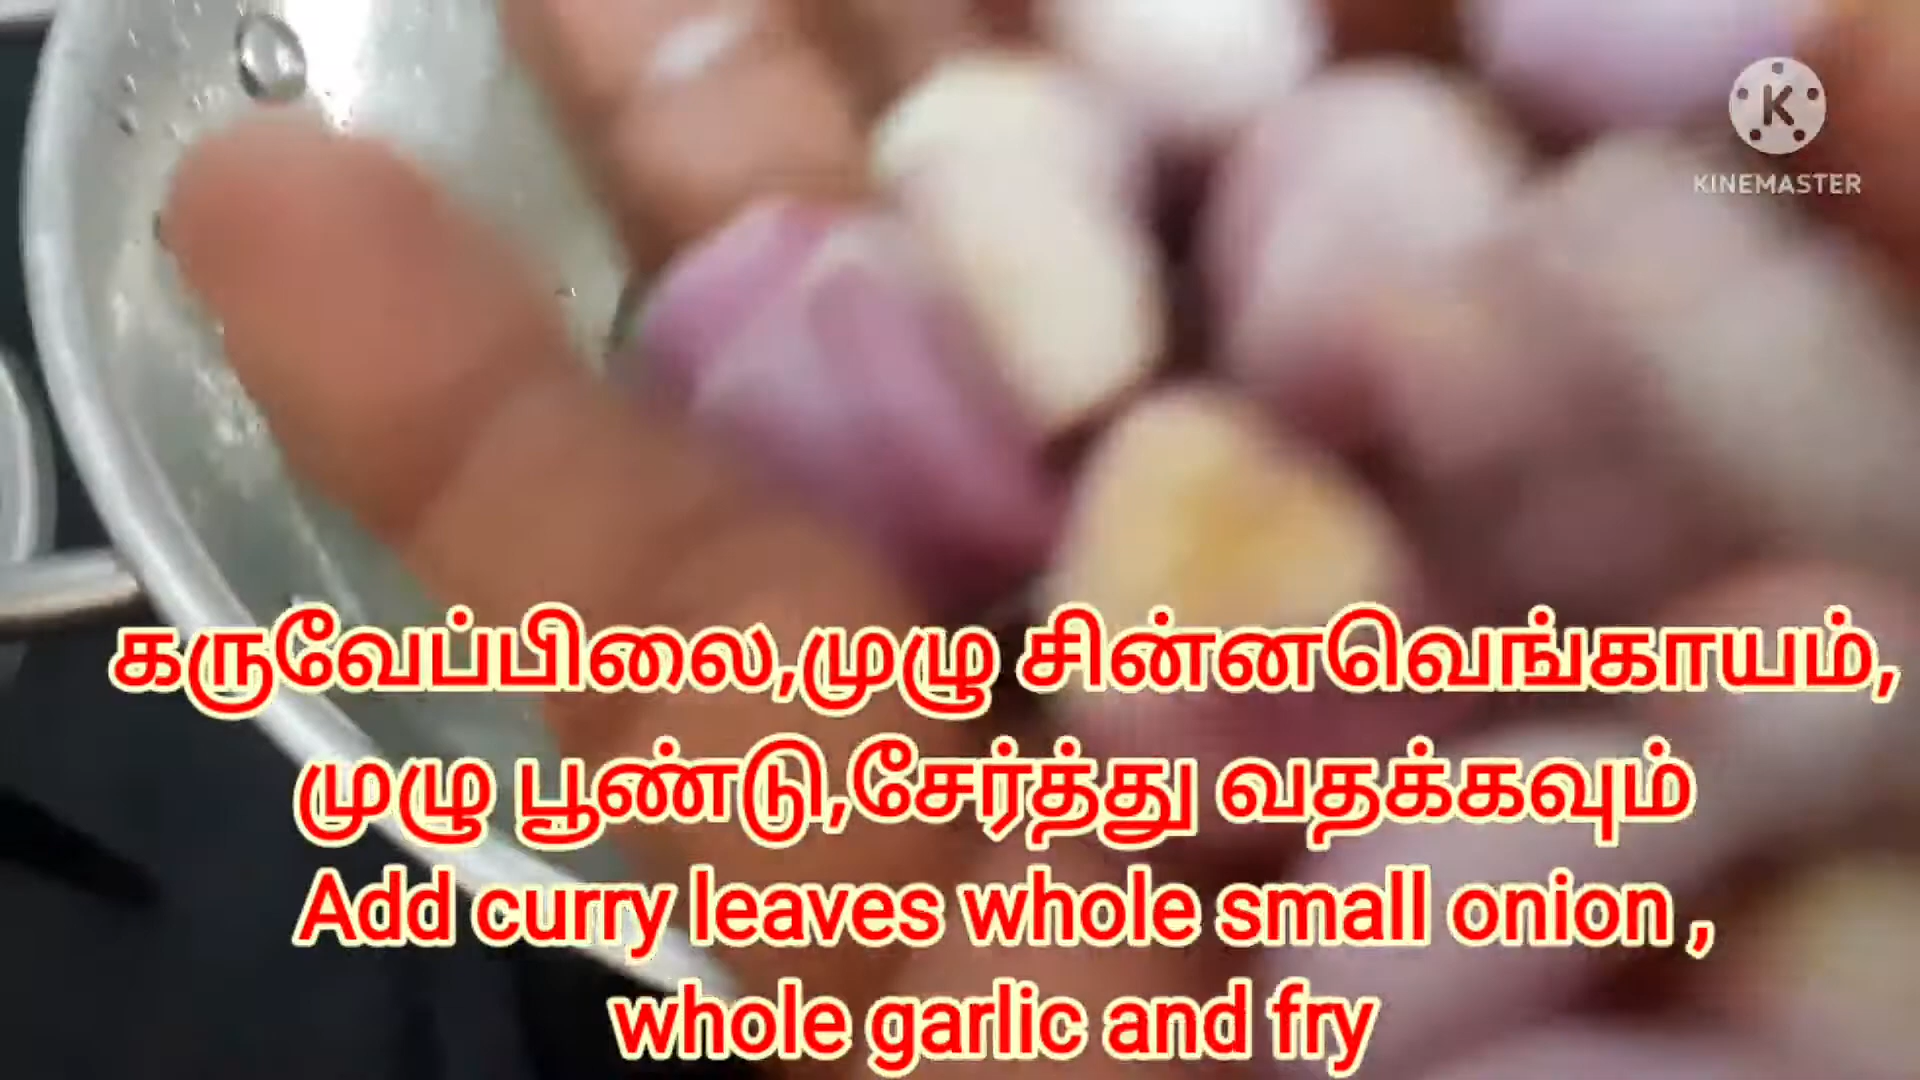 K
KINEMASTER
கருவேப்பிலை,முழு சின்னவெங்காயம்,
முழு பூண்டு,சேர்த்து வதக்கவும்
Add curry leaves whole small onion ,
whole garlic and fry